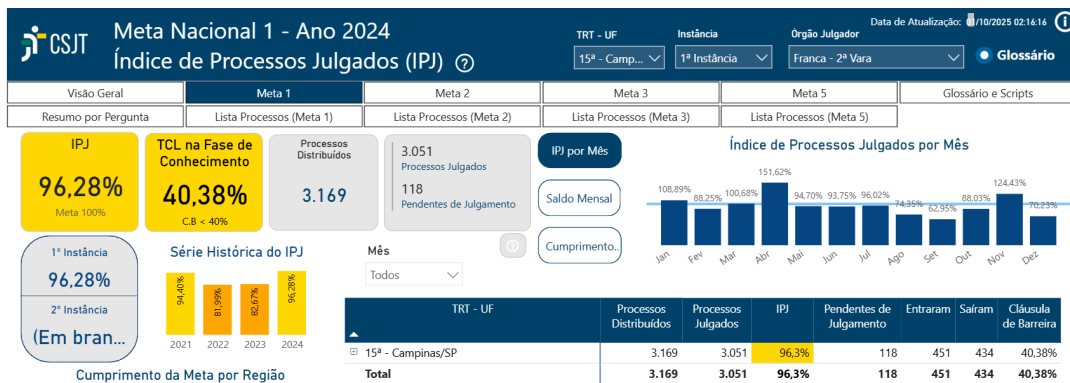 CSJT
Meta Nacional 1 - Ano 2024
Índice de Processos Julgados (IPJ)
Data de Atualização: /10/2025 02:16:16
TRT - UF
Instância
Órgão Julgador
15ª - Camp...
1ª Instância
Franca - 2ª Vara
Glossário
Visão Geral
Meta 1
Meta 2
Meta 3
Meta 5
Glossário e Scripts
Resumo por Pergunta
Lista Processos (Meta 1)
Lista Processos (Meta 2)
Lista Processos (Meta 3)
Lista Processos (Meta 5)
IPJ
96,28%
Meta 100%
TCL na Fase de
Conhecimento
40,38%
C.B < 40%
Processos
Distribuídos
3.169
3.051
Processos Julgados
118
Pendentes de Julgamento
IPJ por Mês
Saldo Mensal
Cumprimento..
Índice de Processos Julgados por Mês
108,89% 88,25% 100,68% 151,62% 94,70% 93,75% 96,02% 74,35% 62,95% 88,03% 124,43% 70,23%
Jan Fev Mar Abr Mai Jun Jul Ago Set Out Nov Dez
1º Instância
96,28%
2º Instância
(Em bran...
Série Histórica do IPJ
94,40% 81,99% 82,67% 96,28%
2021 2022 2023 2024
Mês
Todos
TRT - UF
Processos Distribuídos
Processos Julgados
IPJ
Pendentes de Julgamento
Entraram
Saíram
Cláusula de Barreira
15ª - Campinas/SP 3.169 3.051 96,3% 118 451 434 40,38%
Total 3.169 3.051 96,3% 118 451 434 40,38%
Cumprimento da Meta por Região